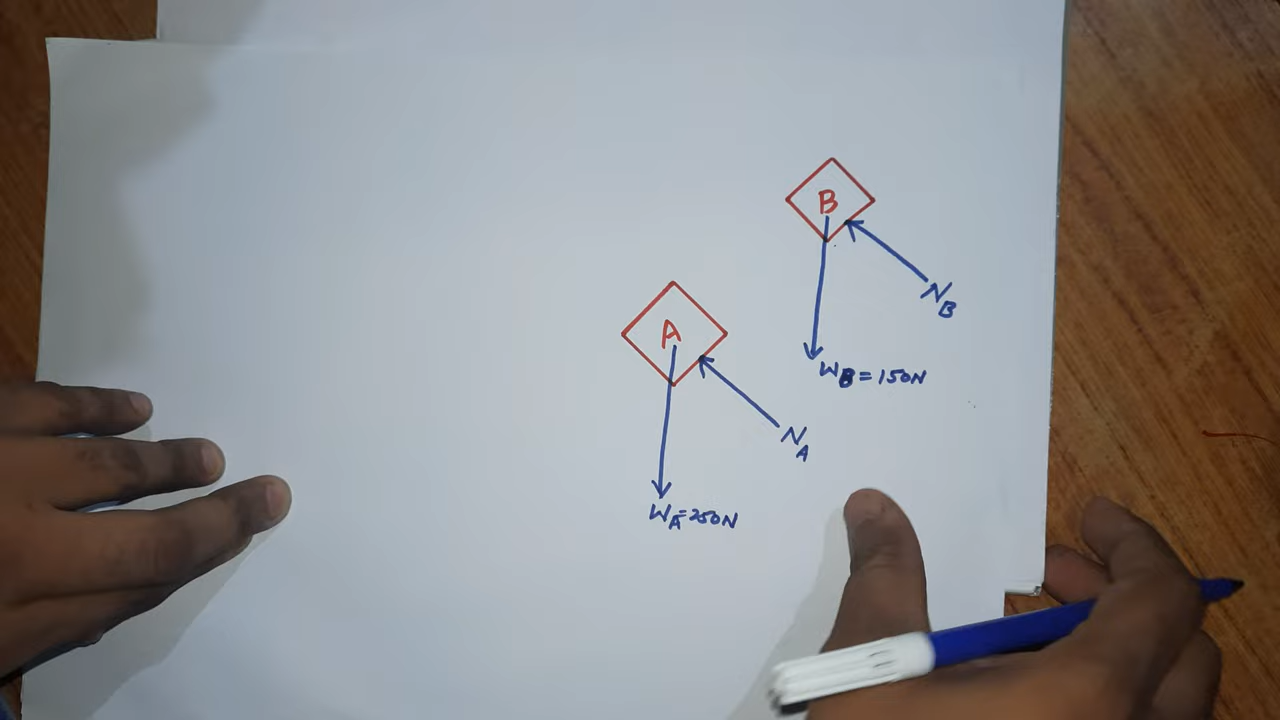 B
N_B
W_B = 150N
A
N_A
W_A = 250N